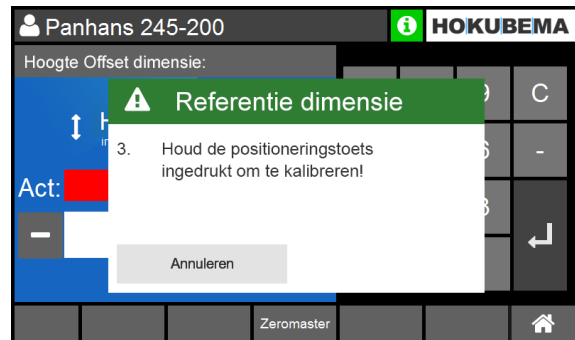 Panhans 245-200
HOKUBEMA
Hoogte Offset dimensie:
Referentie dimensie
C
3. Houd de positioneringstoets
ingedrukt om te kalibreren!
-
Act:
Annuleren
Zeromaster